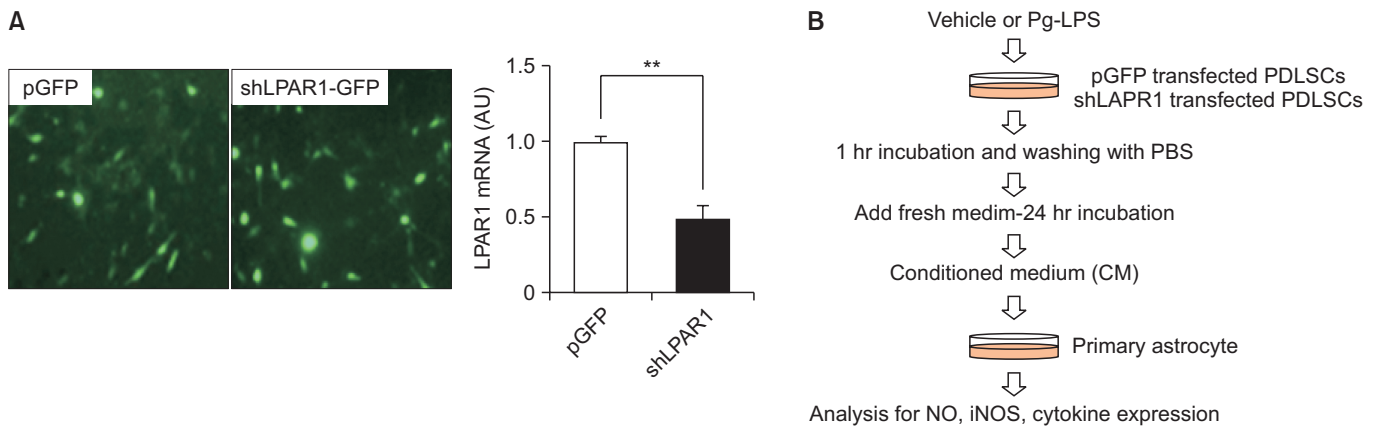 A
pGFP
shLPAR1-GFP
LPAR1 mRNA (AU)
1.5
1.0
0.5
0
**
pGFP
shLPAR1
B
Vehicle or Pg-LPS
pGFP transfected PDLSCs
shLAPR1 transfected PDLSCs
1 hr incubation and washing with PBS
Add fresh medim-24 hr incubation
Conditioned medium (CM)
Primary astrocyte
Analysis for NO, iNOS, cytokine expression